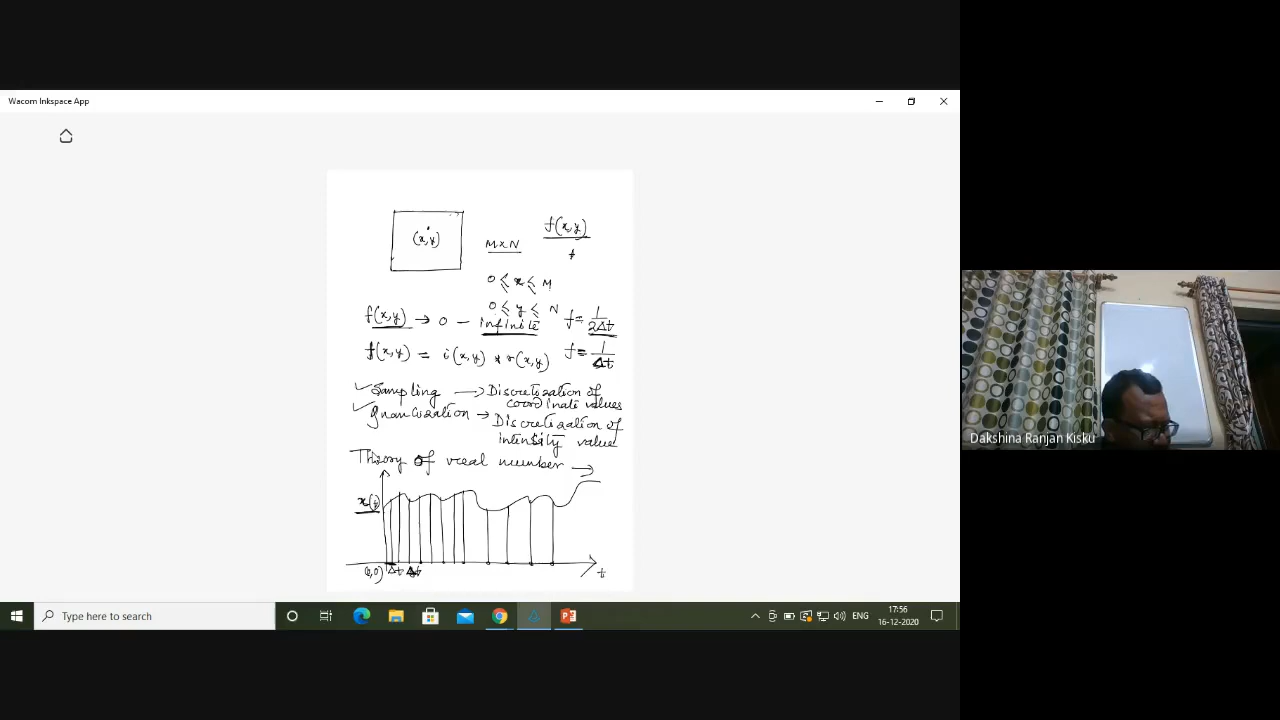 Wacom Inkspace App
(x,y)
M×N
f(x,y)
t
0 ≤ x ≤ M
0 ≤ y ≤ N
f(x,y) → 0 - infinite
f = 1/2Δt
f(x,y) = i(x,y) * r(x,y)
f = 1/Δt
✓ Sampling → Discretization of coordinate values
✓ Quantization → Discretization of intensity value
Theory of real number →
x(t)
(0,0) Δt Δt t
Dakshina Ranjan Kisku
Type here to search
ENG
17:56
16-12-2020